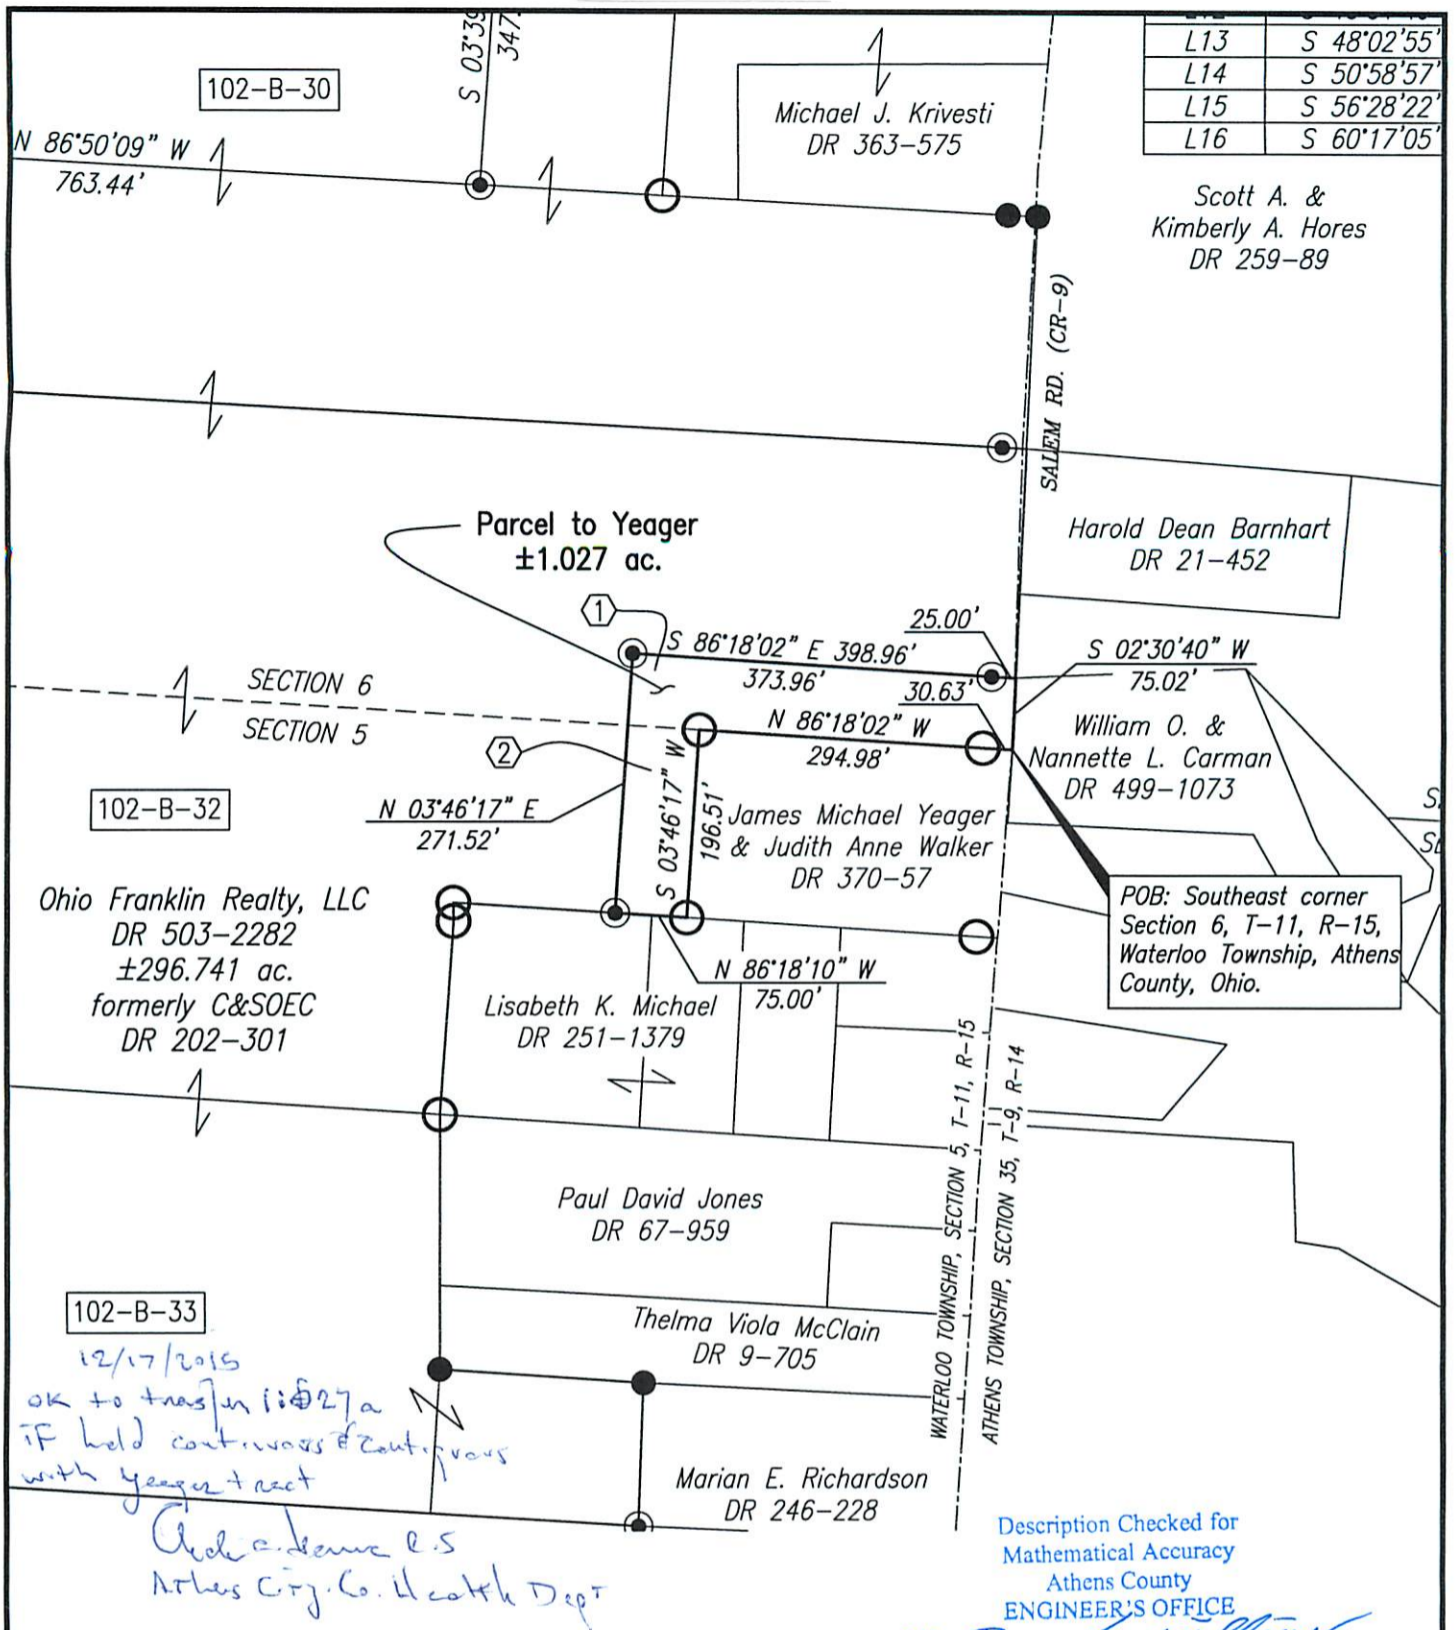 S 03°39
347.
102-B-30
N 86°50'09" W
763.44'
Michael J. Krivesti
DR 363-575
L13 S 48°02'55"
L14 S 50°58'57"
L15 S 56°28'22"
L16 S 60°17'05"
Scott A. &
Kimberly A. Hores
DR 259-89
SALEM RD. (CR-9)
Parcel to Yeager
±1.027 ac.
Harold Dean Barnhart
DR 21-452
1
25.00'
S 86°18'02" E 398.96'
373.96'
30.63'
S 02°30'40" W
75.02'
SECTION 6
SECTION 5
N 86°18'02" W
294.98'
William O. &
Nannette L. Carman
DR 499-1073
2
102-B-32
N 03°46'17" E
271.52'
S 03°46'17" W
196.51'
James Michael Yeager
& Judith Anne Walker
DR 370-57
Ohio Franklin Realty, LLC
DR 503-2282
±296.741 ac.
formerly C&SOEC
DR 202-301
POB: Southeast corner
Section 6, T-11, R-15,
Waterloo Township, Athens
County, Ohio.
N 86°18'10" W
75.00'
Lisabeth K. Michael
DR 251-1379
WATERLOO TOWNSHIP, SECTION 5, T-11, R-15
ATHENS TOWNSHIP, SECTION 35, T-9, R-14
Paul David Jones
DR 67-959
102-B-33
Thelma Viola McClain
DR 9-705
12/17/2015
OK to transfer 1.027 a
IF held continuous & contiguous
with Yeager tract
R.S
Athens City. Co. Health Dept
Marian E. Richardson
DR 246-228
Description Checked for
Mathematical Accuracy
Athens County
ENGINEER'S OFFICE